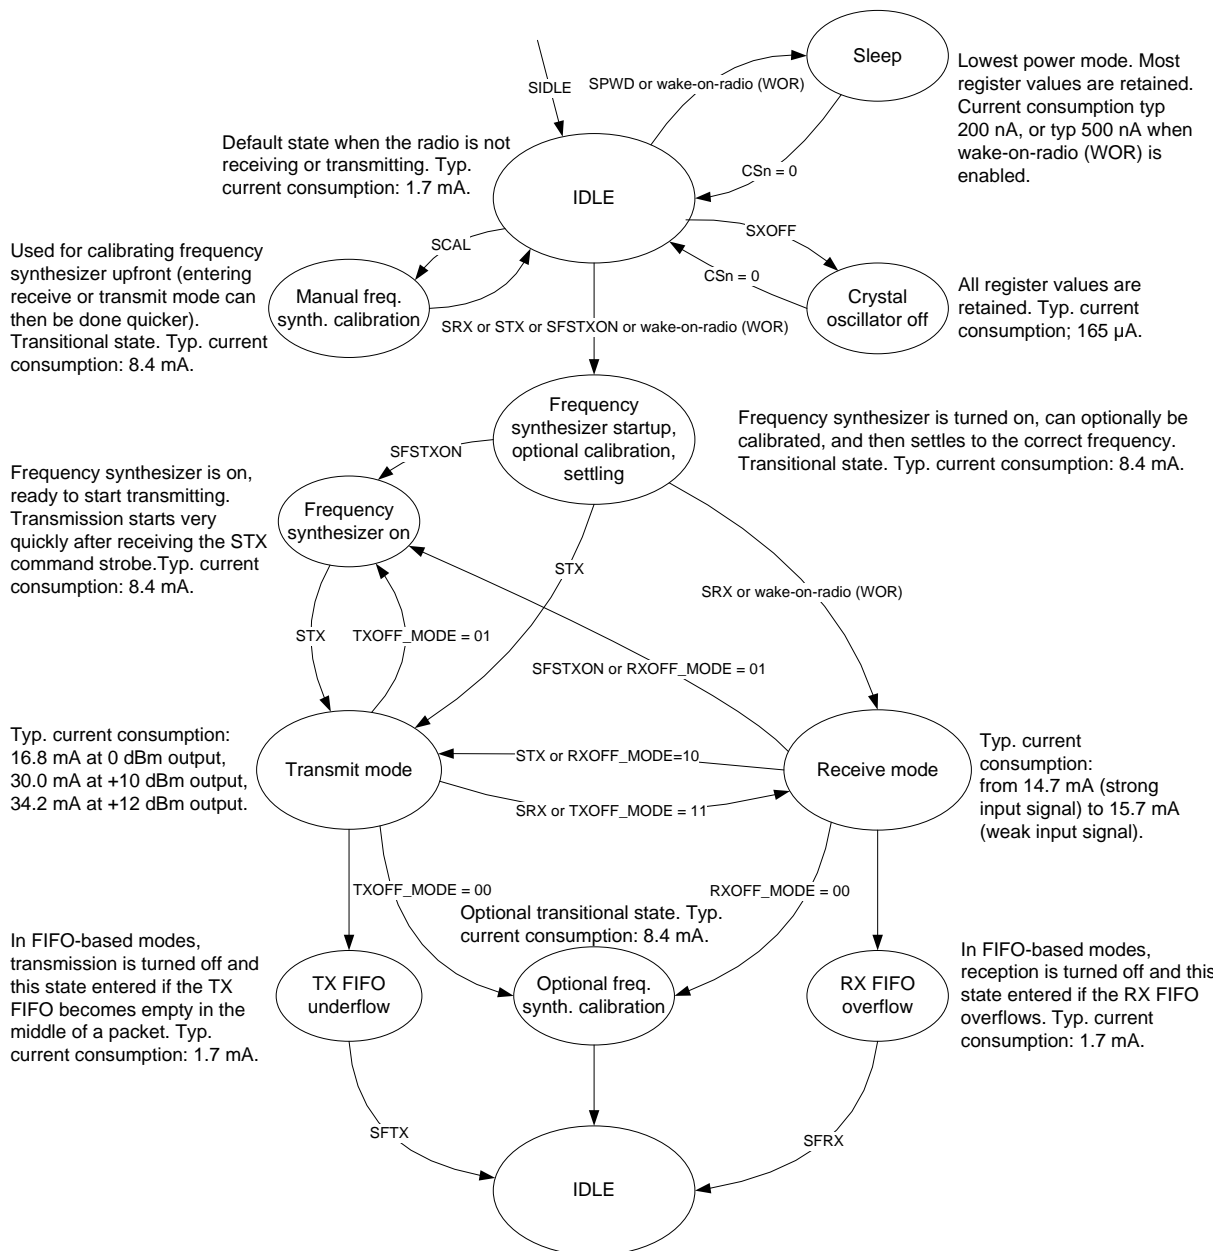 Sleep
Lowest power mode. Most
register values are retained.
Current consumption typ
200 nA, or typ 500 nA when
wake-on-radio (WOR) is
enabled.
SIDLE
SPWD or wake-on-radio (WOR)
Default state when the radio is not
receiving or transmitting. Typ.
current consumption: 1.7 mA.
CSn = 0
IDLE
SXOFF
SCAL
CSn = 0
Used for calibrating frequency
synthesizer upfront (entering
receive or transmit mode can
then be done quicker).
Transitional state. Typ. current
consumption: 8.4 mA.
Manual freq.
synth. calibration
Crystal
oscillator off
All register values are
retained. Typ. current
consumption; 165 µA.
SRX or STX or SFSTXON or wake-on-radio (WOR)
Frequency
synthesizer startup,
optional calibration,
settling
Frequency synthesizer is turned on, can optionally be
calibrated, and then settles to the correct frequency.
Transitional state. Typ. current consumption: 8.4 mA.
SFSTXON
Frequency synthesizer is on,
ready to start transmitting.
Transmission starts very
quickly after receiving the STX
command strobe.Typ. current
consumption: 8.4 mA.
Frequency
synthesizer on
STX
SRX or wake-on-radio (WOR)
STX
TXOFF_MODE = 01
SFSTXON or RXOFF_MODE = 01
Typ. current consumption:
16.8 mA at 0 dBm output,
30.0 mA at +10 dBm output,
34.2 mA at +12 dBm output.
Transmit mode
STX or RXOFF_MODE=10
SRX or TXOFF_MODE = 11
Receive mode
Typ. current
consumption:
from 14.7 mA (strong
input signal) to 15.7 mA
(weak input signal).
TXOFF_MODE = 00
RXOFF_MODE = 00
Optional transitional state. Typ.
current consumption: 8.4 mA.
In FIFO-based modes,
transmission is turned off and
this state entered if the TX
FIFO becomes empty in the
middle of a packet. Typ.
current consumption: 1.7 mA.
TX FIFO
underflow
Optional freq.
synth. calibration
RX FIFO
overflow
In FIFO-based modes,
reception is turned off and this
state entered if the RX FIFO
overflows. Typ. current
consumption: 1.7 mA.
SFTX
SFRX
IDLE